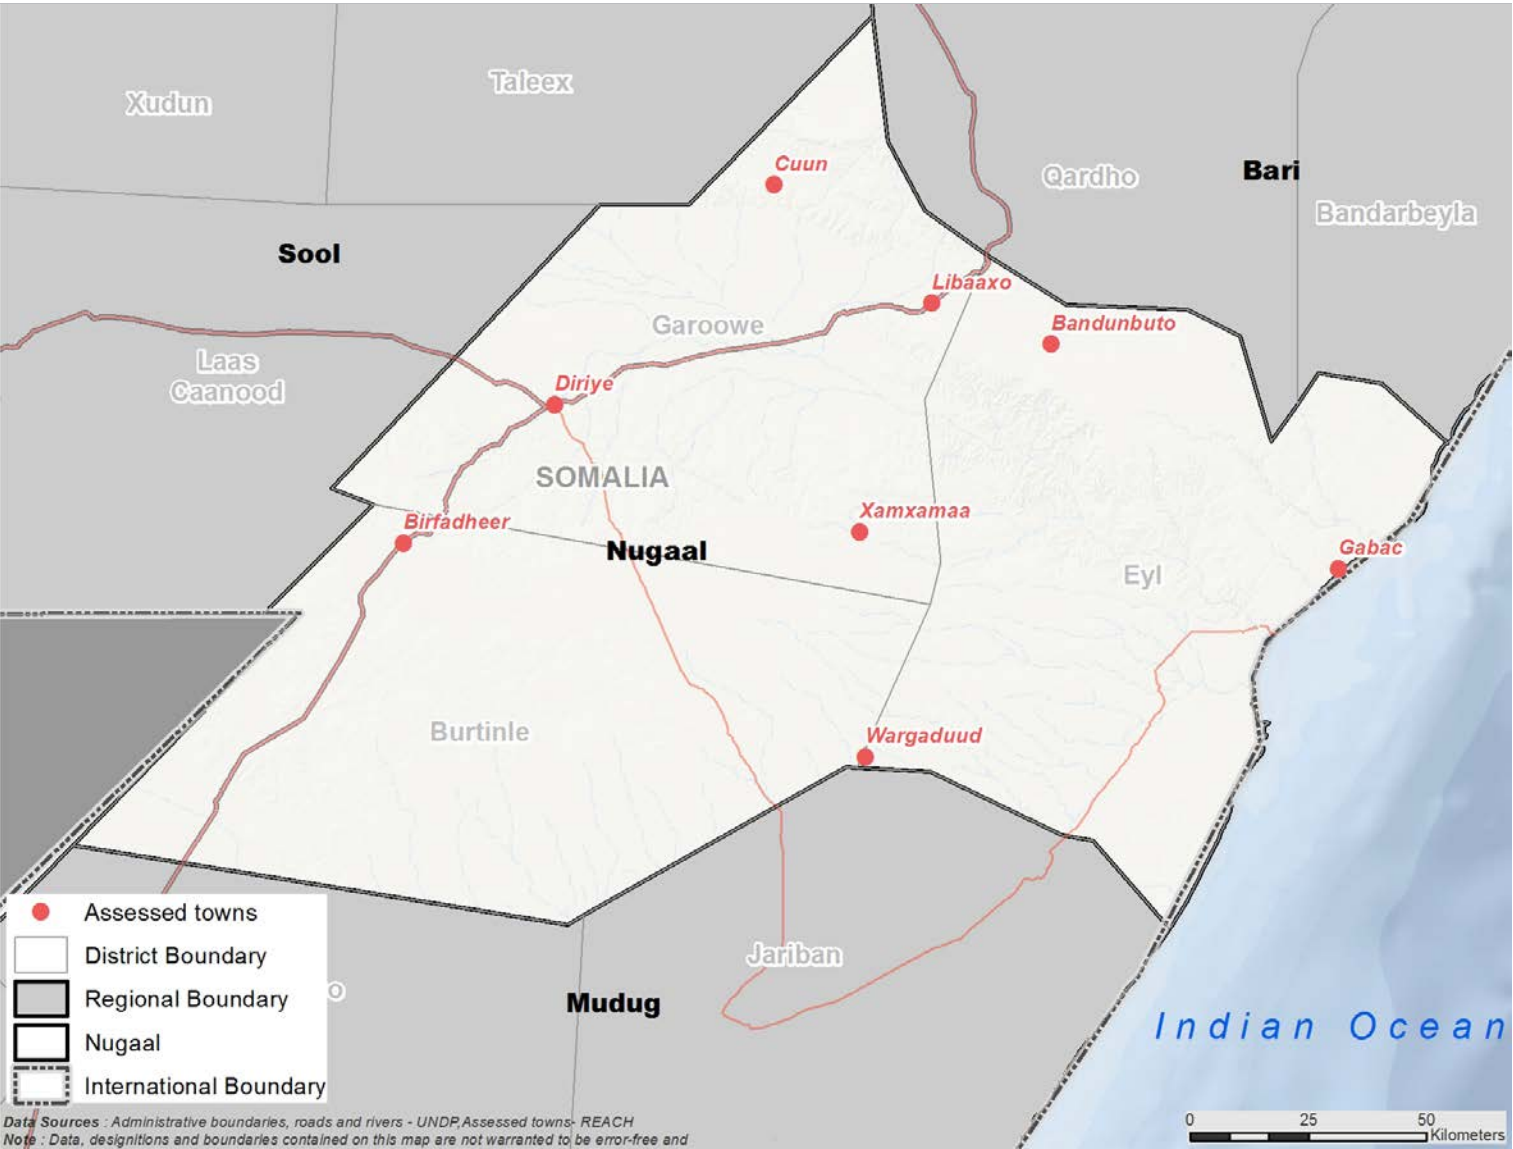 Taleex
Xudun
Cuun
Bari
Qardho
Bandarbeyla
Sool
Libaaxo
Garoowe
Bandunbuto
Laas
Caanood
Diriye
SOMALIA
Xamxamaa
Birfadheer
Nugaal
Gabac
Eyl
Burtinle
Wargaduud
Jariban
Mudug
Indian Ocean
Assessed towns
District Boundary
Regional Boundary
o
Nugaal
International Boundary
Data Sources : Administrative boundaries, roads and rivers - UNDP,Assessed towns- REACH
Note : Data, designitions and boundaries contained on this map are not warranted to be error-free and
0 25 50
Kilometers